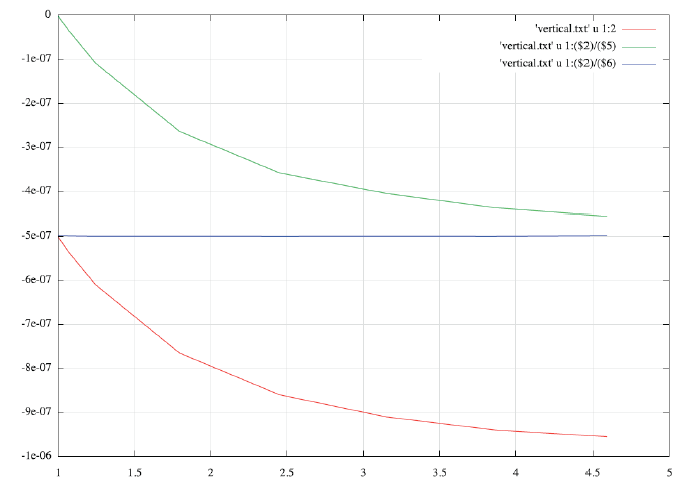 0
-1e-07
-2e-07
-3e-07
-4e-07
-5e-07
-6e-07
-7e-07
-8e-07
-9e-07
-1e-06
'vertical.txt' u 1:2
'vertical.txt' u 1:($2)/($5)
'vertical.txt' u 1:($2)/($6)
1 1.5 2 2.5 3 3.5 4 4.5 5